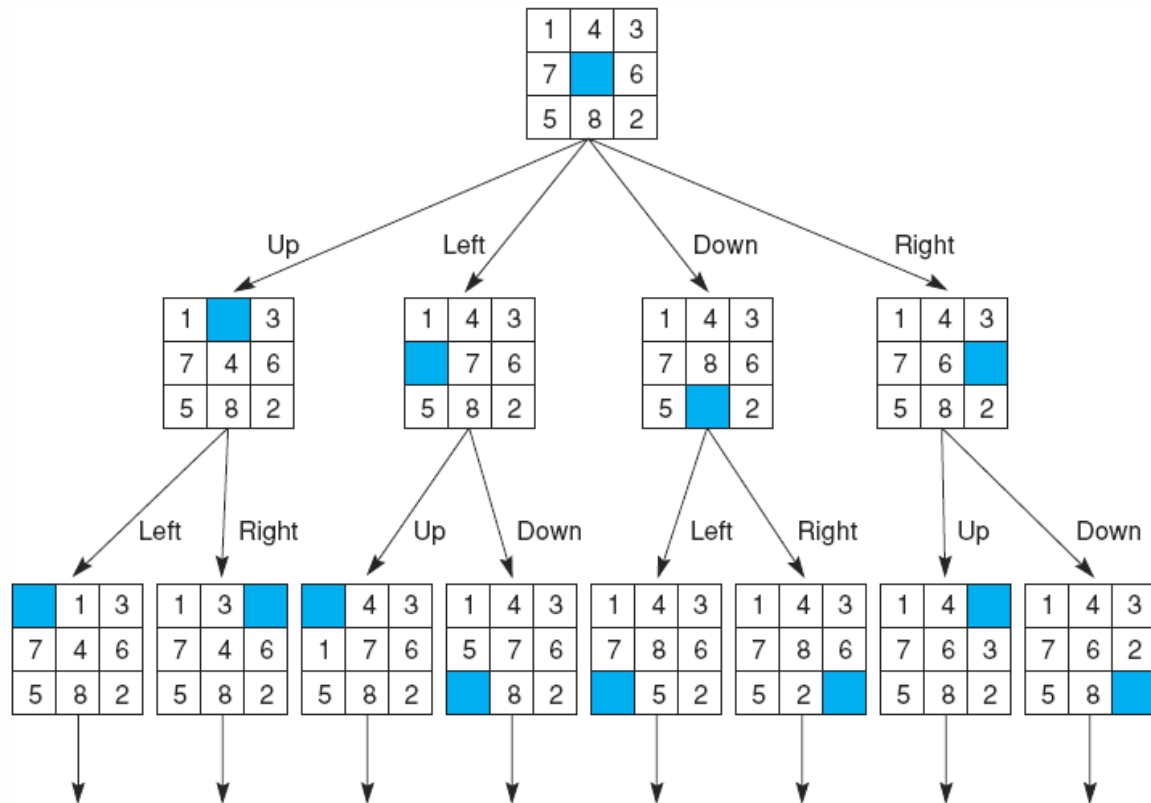 1 4 3
7 6
5 8 2
Up Left Down Right
1 3 1 4 3 1 4 3 1 4 3
7 4 6 7 6 7 8 6 7 6
5 8 2 5 8 2 5 2 5 8 2
Left Right Up Down Left Right Up Down
1 3 1 3 4 3 1 4 3 1 4 3 1 4 3 1 4 1 4 3
7 4 6 7 4 6 1 7 6 5 7 6 7 8 6 7 8 6 7 6 3 7 6 2
5 8 2 5 8 2 5 8 2 8 2 5 2 5 2 5 8 2 5 8